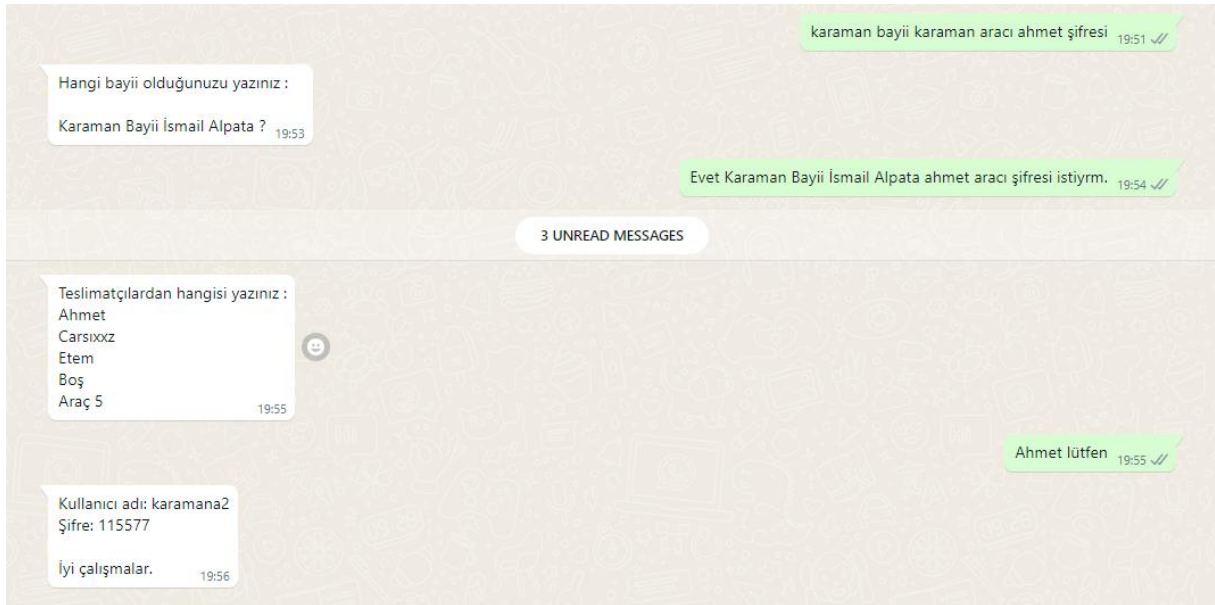 karaman bayii karaman aracı ahmet şifresi 19:51
Hangi bayii olduğunuzu yazınız :
Karaman Bayii İsmail Alpata ? 19:53
Evet Karaman Bayii İsmail Alpata ahmet aracı şifresi istiyrm. 19:54
3 UNREAD MESSAGES
Teslimatçılardan hangisi yazınız :
Ahmet
Carsıxxz
Etem
Boş
Araç 5 19:55
Ahmet lütfen 19:55
Kullanıcı adı: karamana2
Şifre: 115577
İyi çalışmalar. 19:56